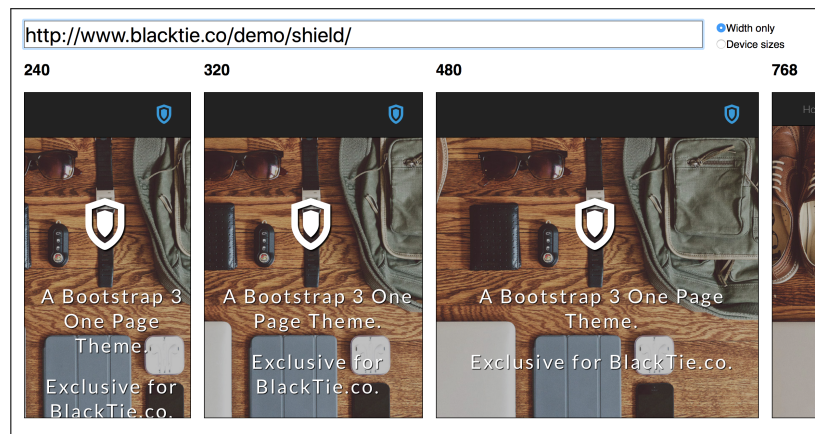 http://www.blacktie.co/demo/shield/
Width only
Device sizes
240
320
480
768
A Bootstrap 3
One Page
Theme.
Exclusive for
BlackTie.co.
A Bootstrap 3 One
Page Theme.
Exclusive for
BlackTie.co.
A Bootstrap 3 One Page
Theme.
Exclusive for BlackTie.co.